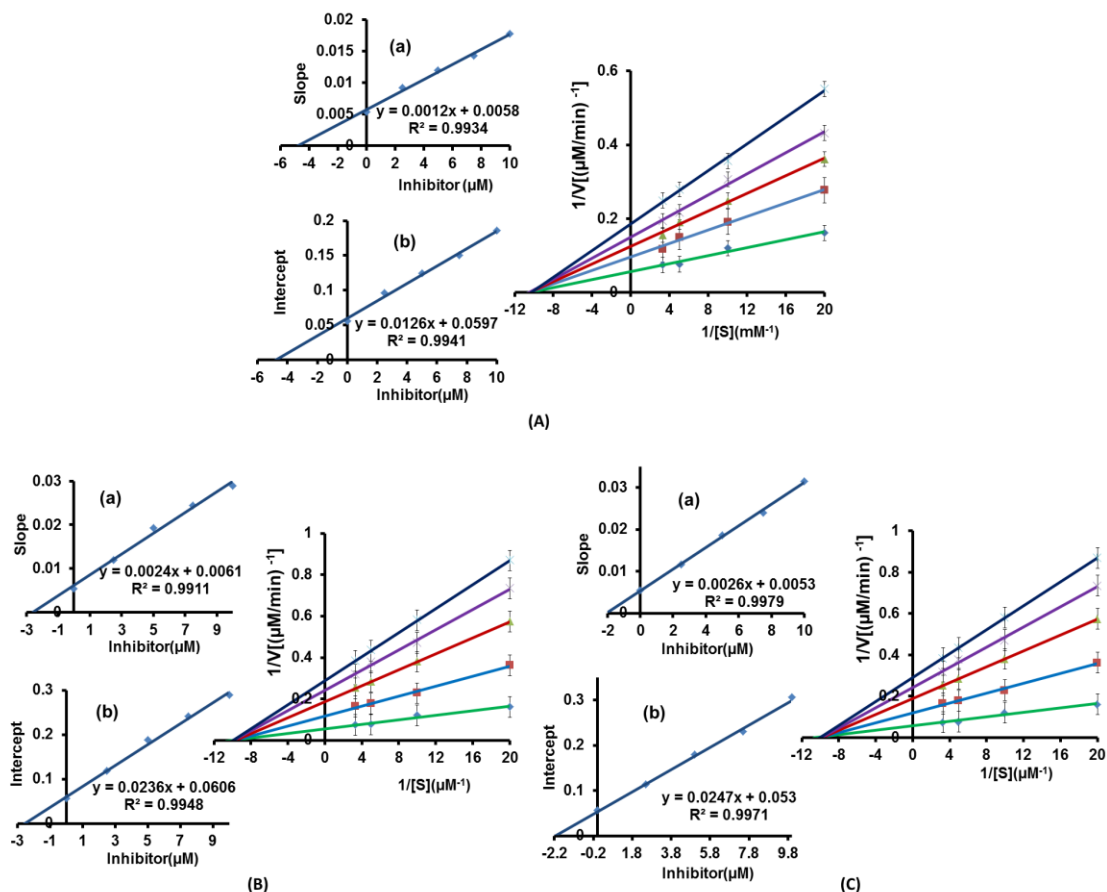 (a)
Slope
0.02
0.015
0.01
0.005
0
y = 0.0012x + 0.0058
R² = 0.9934
-6 -4 -2 0 2 4 6 8 10
Inhibitor (µM)
(b)
Intercept
0.2
0.15
0.1
0.05
0
y = 0.0126x + 0.0597
R² = 0.9941
-6 -4 -2 0 2 4 6 8 10
Inhibitor(µM)
1/V[(µM/min) -1]
0.6
0.4
0.2
0
-12 -8 -4 0 4 8 12 16 20
1/[S](mM-1)
(A)
(a)
Slope
0.03
0.02
0.01
0
y = 0.0024x + 0.0061
R² = 0.9911
-3 -1 1 3 5 7 9
Inhibitor(µM)
(b)
Intercept
0.3
0.2
0.1
0
y = 0.0236x + 0.0606
R² = 0.9948
-3 -1 1 3 5 7 9
Inhibitor(µM)
1/V[(µM/min) -1]
1
0.8
0.6
0.4
0.2
0
-12 -8 -4 0 4 8 12 16 20
1/[S](µM-1)
(B)
(a)
Slope
0.03
0.02
0.01
0
y = 0.0026x + 0.0053
R² = 0.9979
-2 0 2 4 6 8 10
Inhibitor(µM)
(b)
Intercept
0.3
0.2
0.1
0
y = 0.0247x + 0.053
R² = 0.9971
-2.2 -0.2 1.8 3.8 5.8 7.8 9.8
Inhibitor(µM)
1/V[(µM/min) -1]
1
0.8
0.6
0.4
0.2
0
-12 -8 -4 0 4 8 12 16 20
1/[S](µM-1)
(C)